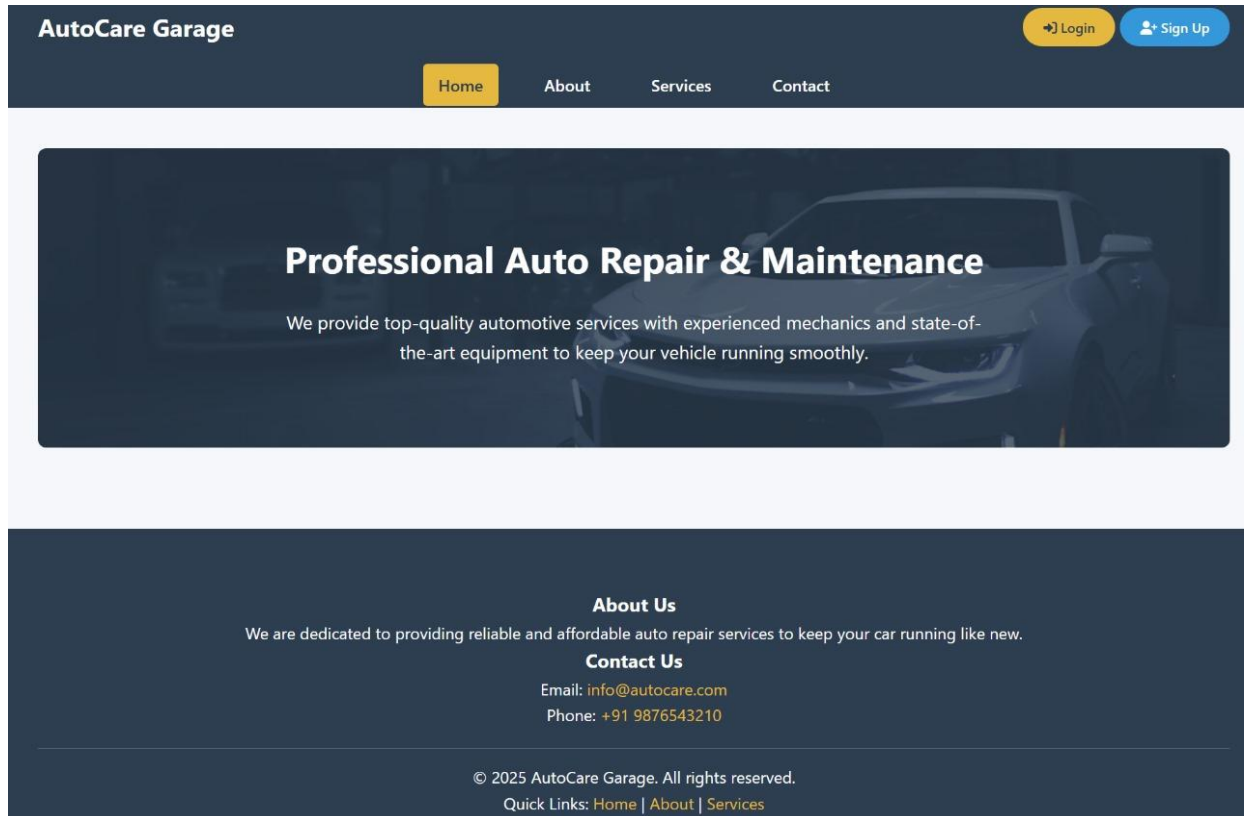 AutoCare Garage
Login
Sign Up
Home
About
Services
Contact
Professional Auto Repair & Maintenance
We provide top-quality automotive services with experienced mechanics and state-of-
the-art equipment to keep your vehicle running smoothly.
About Us
We are dedicated to providing reliable and affordable auto repair services to keep your car running like new.
Contact Us
Email: info@autocare.com
Phone: +91 9876543210
© 2025 AutoCare Garage. All rights reserved.
Quick Links: Home | About | Services